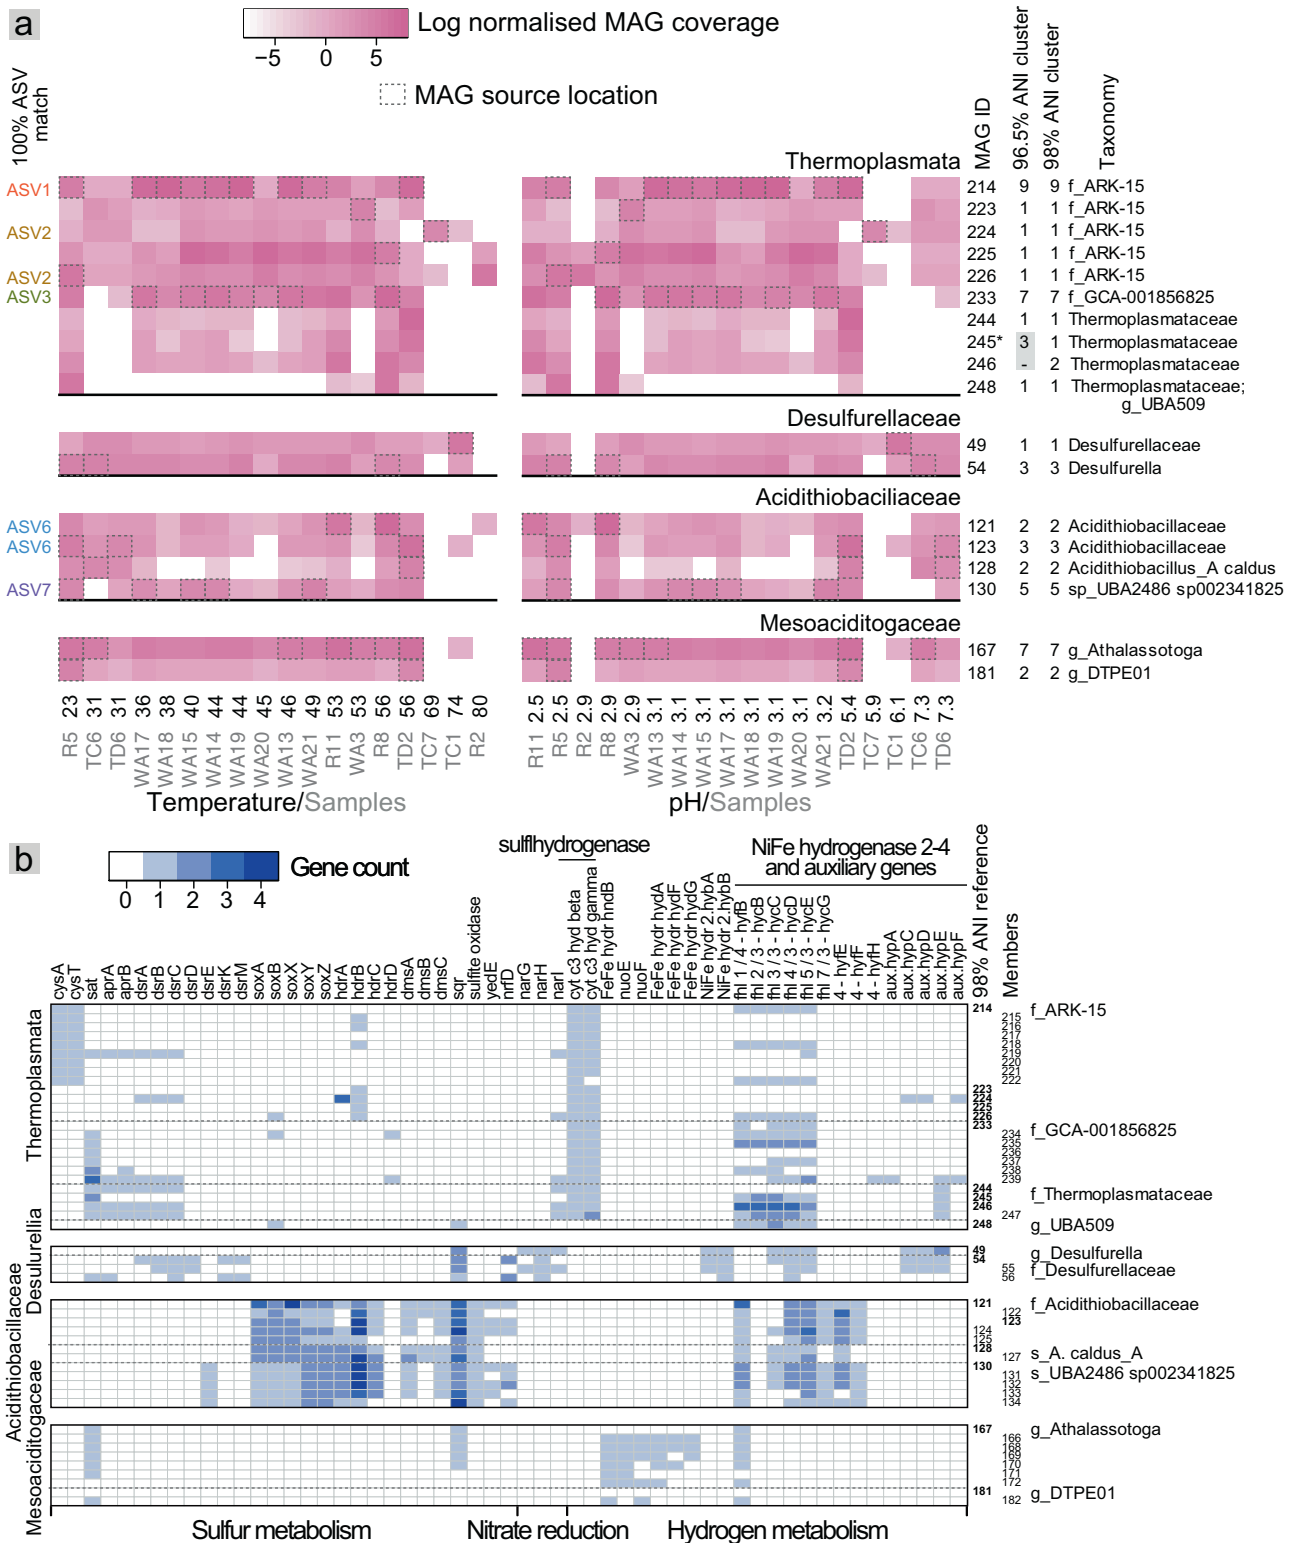 a
Log normalised MAG coverage
−5 0 5
MAG source location
100% ASV match
MAG ID
96.5% ANI cluster
98% ANI cluster
Taxonomy
Thermoplasmata
ASV1 214 9 9 f_ARK-15
223 1 1 f_ARK-15
ASV2 224 1 1 f_ARK-15
225 1 1 f_ARK-15
ASV2 226 1 1 f_ARK-15
ASV3 233 7 7 f_GCA-001856825
244 1 1 Thermoplasmataceae
245* 3 1 Thermoplasmataceae
246 - 2 Thermoplasmataceae
248 1 1 Thermoplasmataceae;
g_UBA509
Desulfurellaceae
49 1 1 Desulfurellaceae
54 3 3 Desulfurella
Acidithiobaciliaceae
ASV6 121 2 2 Acidithiobacillaceae
ASV6 123 3 3 Acidithiobacillaceae
128 2 2 Acidithiobacillus_A caldus
ASV7 130 5 5 sp_UBA2486 sp002341825
Mesoaciditogaceae
167 7 7 g_Athalassotoga
181 2 2 g_DTPE01
23 31 31 36 38 40 44 44 45 46 49 53 53 56 56 69 74 80
R5 TC6 TD6 WA17 WA18 WA15 WA14 WA19 WA20 WA13 WA21 R11 WA3 R8 TD2 TC7 TC1 R2
Temperature/Samples
2.5 2.5 2.9 2.9 2.9 3.1 3.1 3.1 3.1 3.1 3.1 3.1 3.2 5.4 5.9 6.1 7.3 7.3
R11 R5 R2 R8 WA3 WA13 WA14 WA15 WA17 WA18 WA19 WA20 WA21 TD2 TC7 TC1 TC6 TD6
pH/Samples
b
Gene count
0 1 2 3 4
sulflhydrogenase
NiFe hydrogenase 2-4
and auxiliary genes
cysA
cysT
sat
aprA
aprB
dsrA
dsrB
dsrC
dsrD
dsrE
dsrK
dsrM
soxA
soxB
soxX
soxY
soxZ
hdrA
hdrB
hdrC
hdrD
dmsA
dmsB
dmsC
sqr
sulfite oxidase
yedE
nrfD
narG
narH
narI
cyt c3 hyd beta
cyt c3 hyd gamma
FeFe hydr hndB
nuoE
nuoF
FeFe hydr hydA
FeFe hydr hydF
FeFe hydr hydG
NiFe hydr 2.hybA
NiFe hydr 2.hybB
fhl 1 / 4 - hyfB
fhl 2 / 3 - hycB
fhl 3 / 3 - hycC
fhl 4 / 3 - hycD
fhl 5 / 3 - hycE
fhl 7 / 3 - hycG
4 - hyfE
4 - hyfF
4 - hyfH
aux.hypA
aux.hypC
aux.hypD
aux.hypE
aux.hypF
98% ANI reference
Members
Thermoplasmata
214 f_ARK-15
215
216
217
218
219
220
221
222
223
224
225
226
233 f_GCA-001856825
234
235
236
237
238
239
244
245 f_Thermoplasmataceae
246
247
248 g_UBA509
Desulurellia
49 g_Desulfurella
54
55 f_Desulfurellaceae
56
Acidithiobacillaceae
121 f_Acidithiobacillaceae
122
123
124
125
128
127 s_A. caldus_A
130
131 s_UBA2486 sp002341825
132
133
134
Mesoaciditogaceae
167 g_Athalassotoga
166
168
169
170
171
172
181 g_DTPE01
182
Sulfur metabolism
Nitrate reduction
Hydrogen metabolism